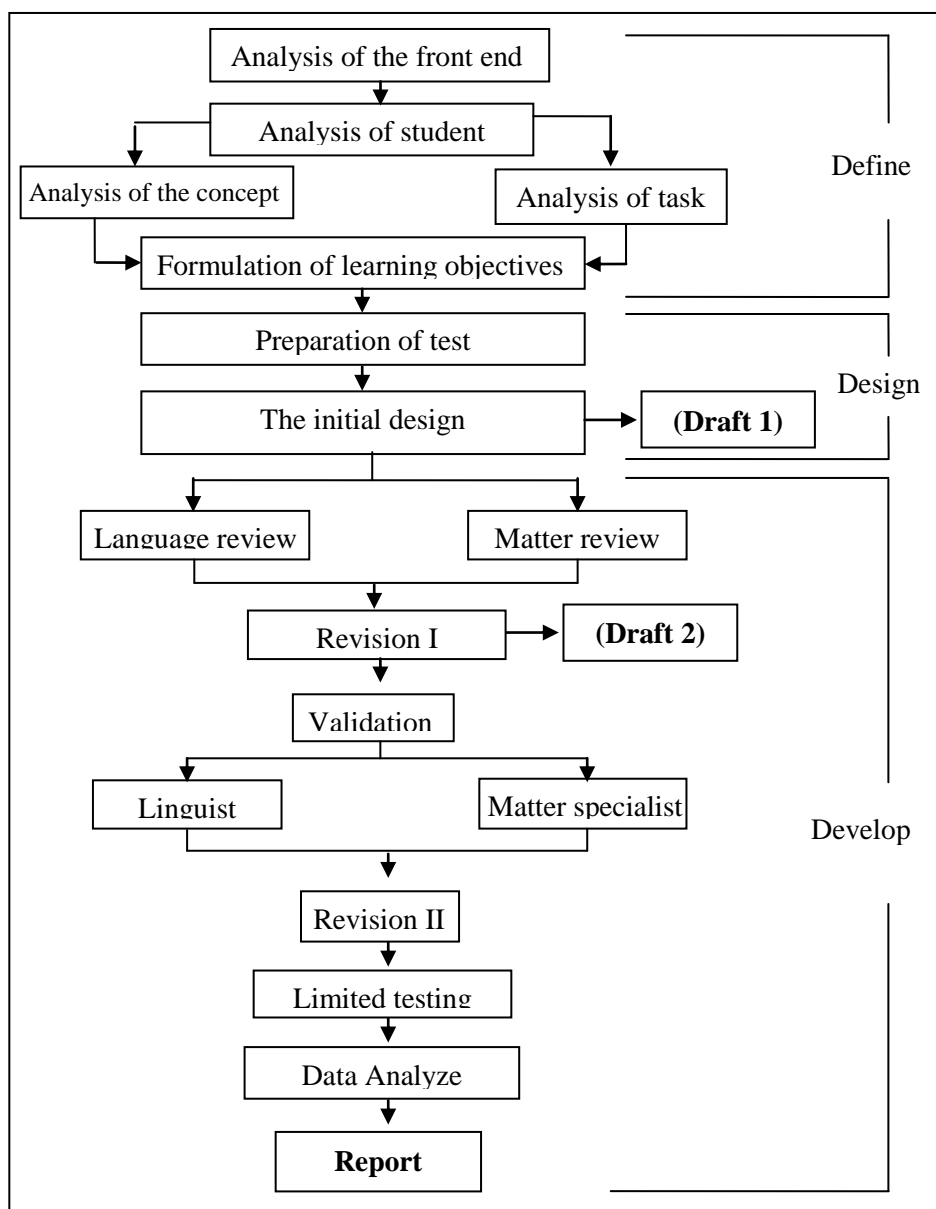 Analysis of the front end
Analysis of student
Define
Analysis of the concept
Analysis of task
Formulation of learning objectives
Preparation of test
Design
The initial design
(Draft 1)
Language review
Matter review
Revision I
(Draft 2)
Validation
Linguist
Matter specialist
Develop
Revision II
Limited testing
Data Analyze
Report